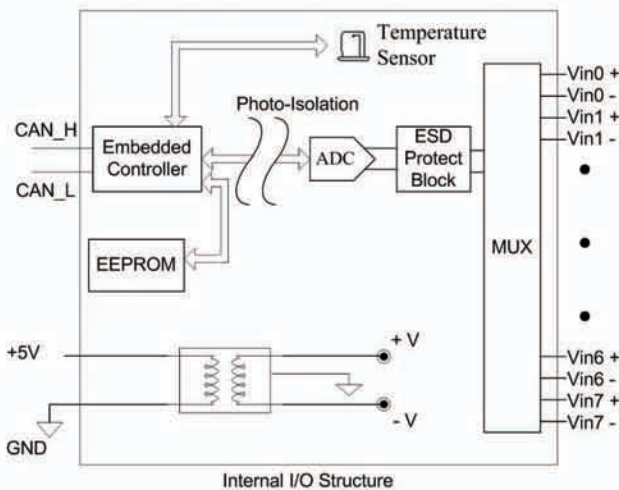 Temperature
Sensor
Photo-Isolation
CAN_H
CAN_L
Embedded
Controller
ADC
ESD
Protect
Block
MUX
Vin0 +
Vin0 -
Vin1 +
Vin1 -
EEPROM
+5V
GND
+ V
- V
Vin6 +
Vin6 -
Vin7 +
Vin7 -
Internal I/O Structure